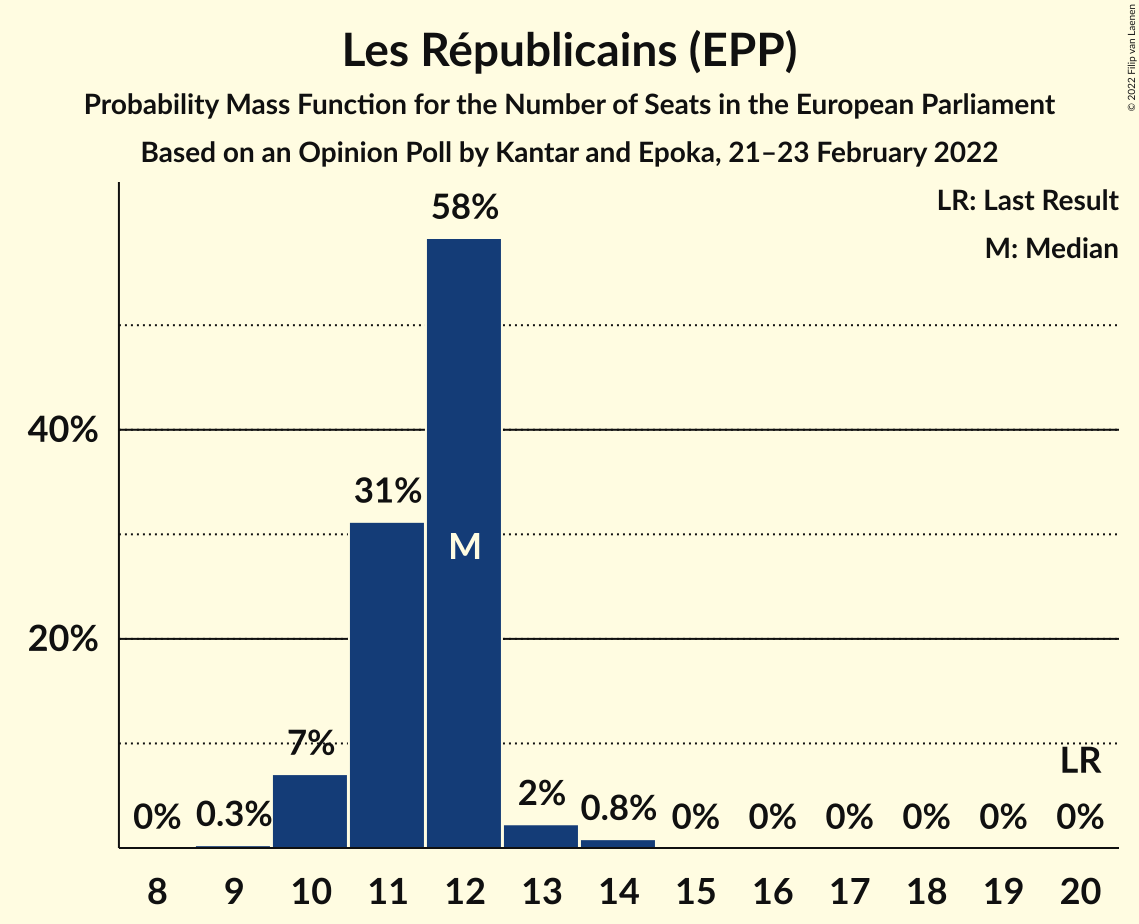 Les Républicains (EPP)
Probability Mass Function for the Number of Seats in the European Parliament
Based on an Opinion Poll by Kantar and Epoka, 21–23 February 2022
© 2022 Filip van Laenen
LR: Last Result
M: Median
58%
40%
31%
M
20%
7%
LR
0% 0.3% 2% 0.8% 0% 0% 0% 0% 0% 0%
8 9 10 11 12 13 14 15 16 17 18 19 20